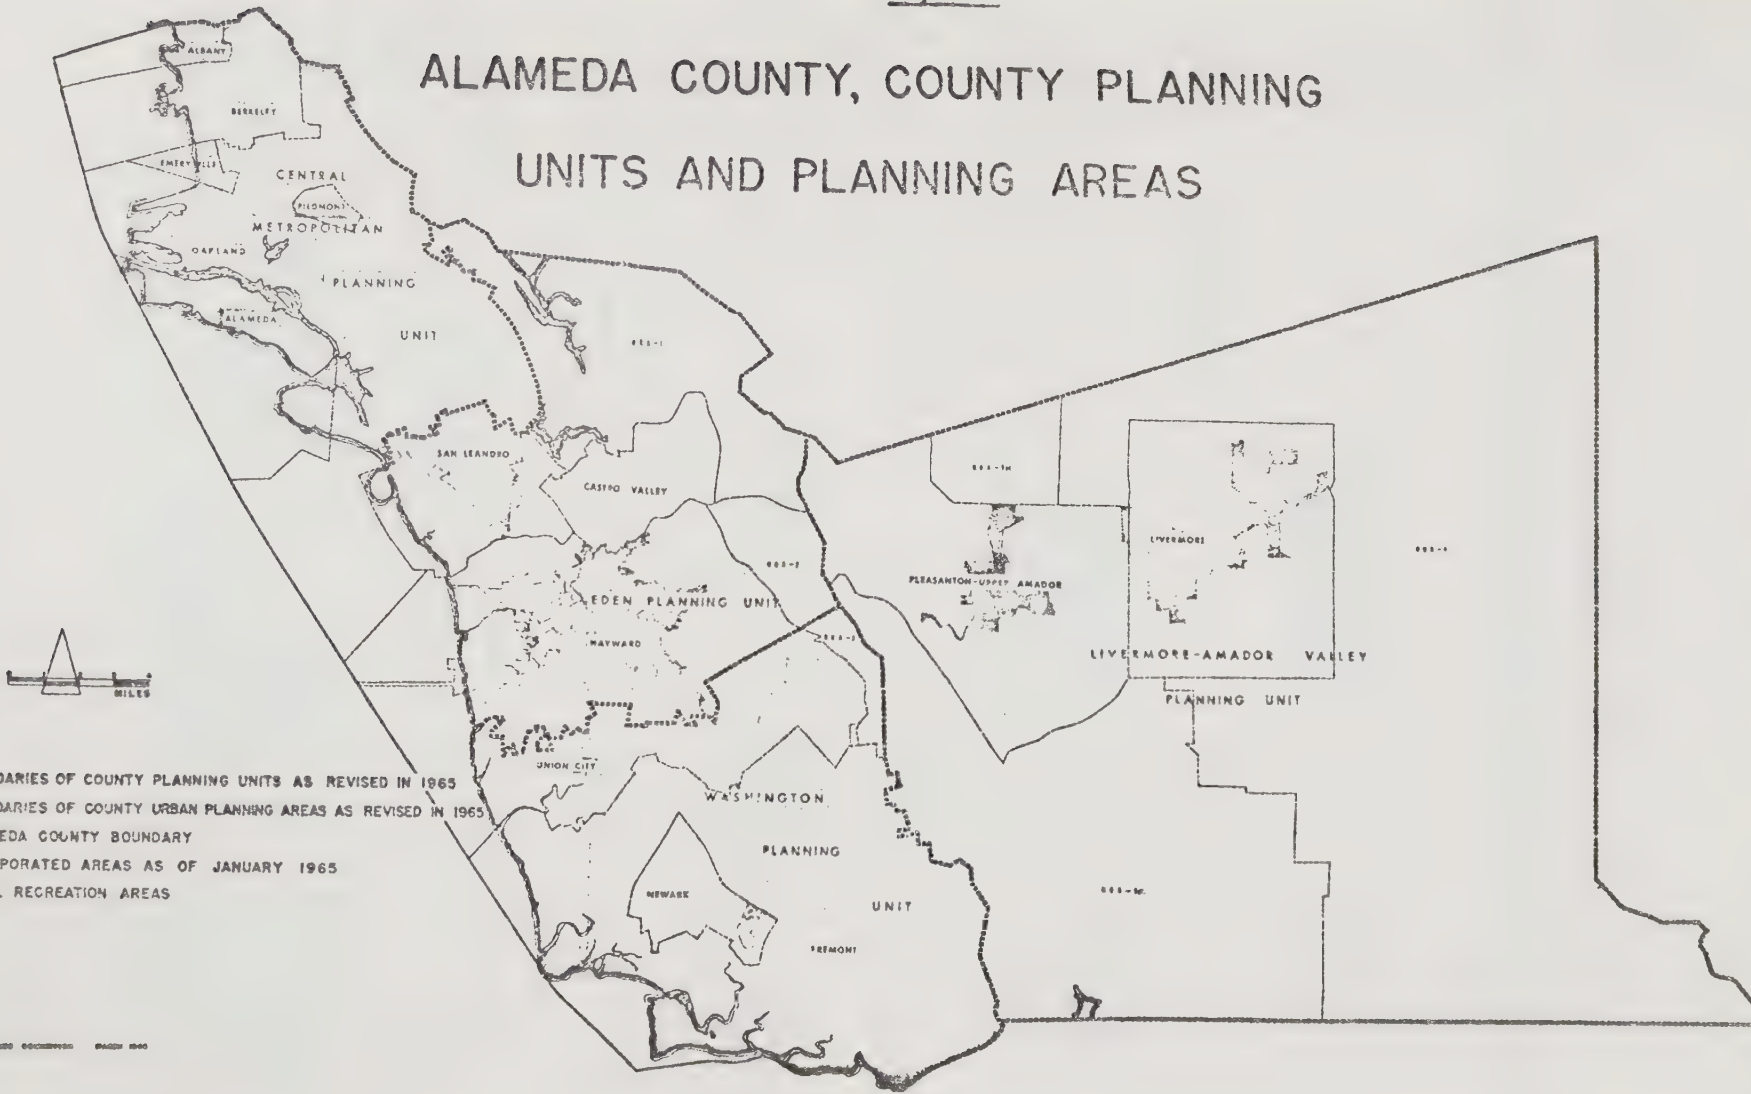 ALAMEDA COUNTY, COUNTY PLANNING
UNITS AND PLANNING AREAS
ALBANY
BERKELEY
EMERYVILLE
CENTRAL
PIEDMONT
METROPOLITAN
OAKLAND
PLANNING
ALAMEDA
UNIT
SAN LEANDRO
CASTRO VALLEY
LIVERMORE
PLEASANTON-UPPER AMADOR
EDEN PLANNING UNIT
HAYWARD
LIVERMORE-AMADOR VALLEY
PLANNING UNIT
MILES
UNION CITY
DARIES OF COUNTY PLANNING UNITS AS REVISED IN 1965
DARIES OF COUNTY URBAN PLANNING AREAS AS REVISED IN 1965
EDA COUNTY BOUNDARY
PORATED AREAS AS OF JANUARY 1965
RECREATION AREAS
WASHINGTON
PLANNING
UNIT
NEWARK
FREMONT